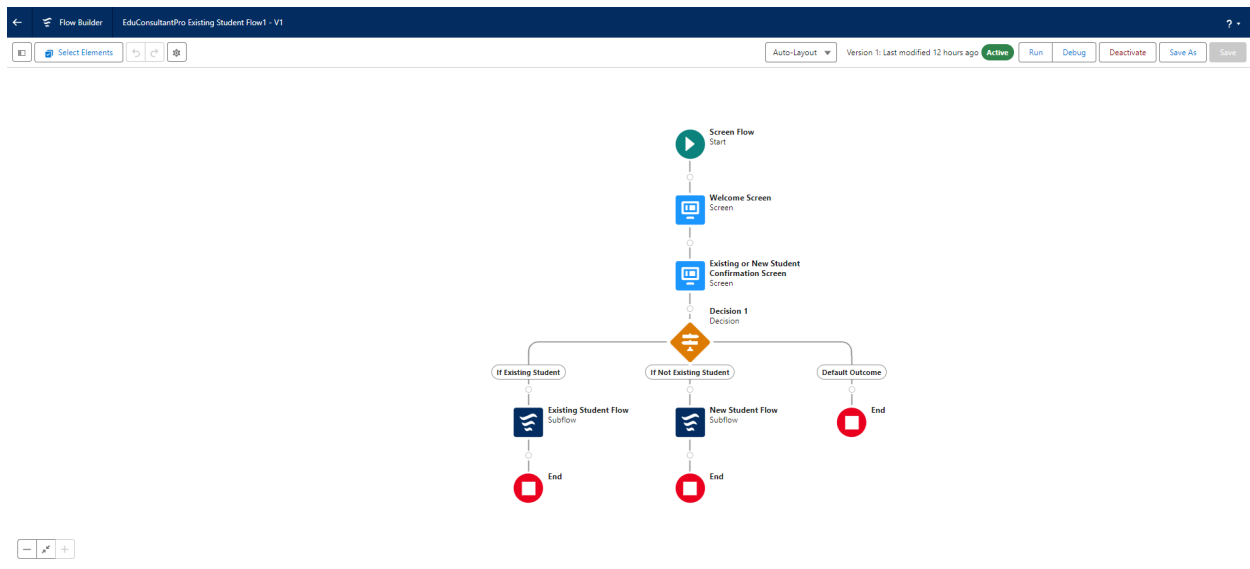 Flow Builder
EduConsultantPro Existing Student Flow1 - V1
?
Select Elements
Auto-Layout
Version 1: Last modified 12 hours ago
Active
Run
Debug
Deactivate
Save As
Save
Screen Flow
Start
Welcome Screen
Screen
Existing or New Student
Confirmation Screen
Screen
Decision 1
Decision
If Existing Student
If Not Existing Student
Default Outcome
Existing Student Flow
Subflow
New Student Flow
Subflow
End
End
End